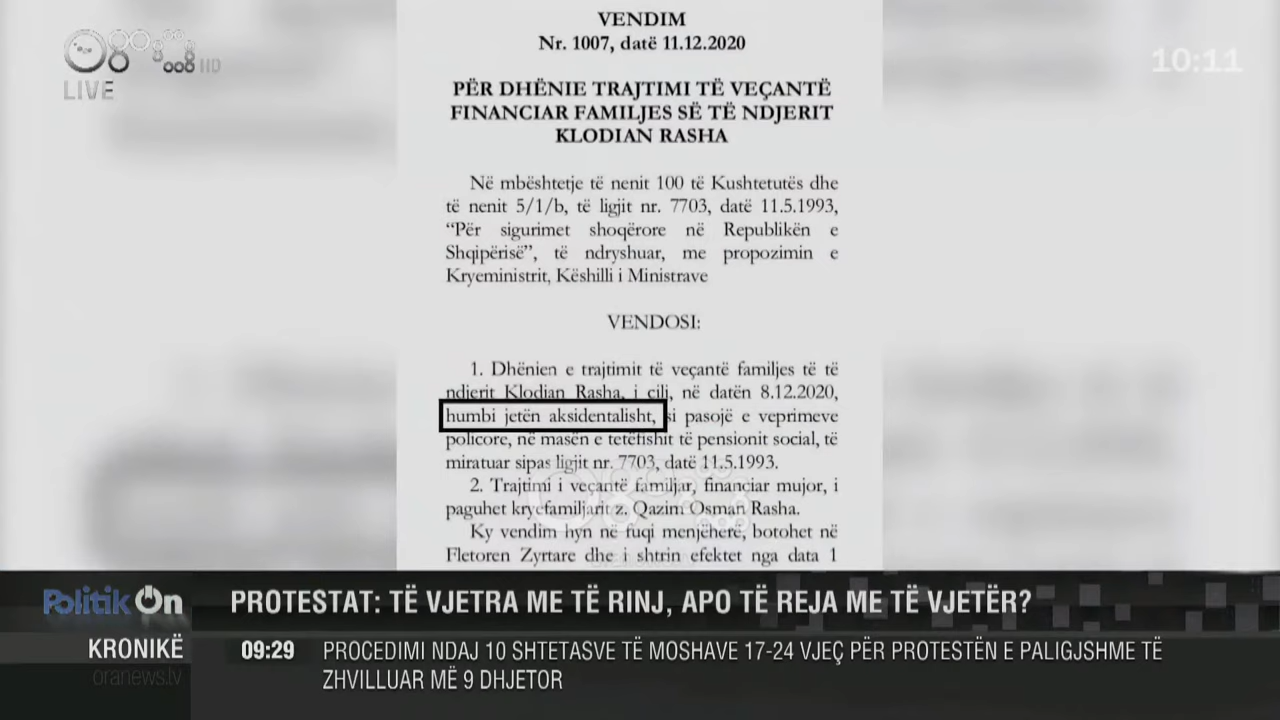 VENDIM
Nr. 1007, datë 11.12.2020
HD
LIVE
10:11
PËR DHËNIE TRAJTIMI TË VEÇANTË
FINANCIAR FAMILJES SË TË NDJERIT
KLODIAN RASHA
Në mbështetje të nenit 100 të Kushtetutës dhe
të nenit 5/1/b, të ligjit nr. 7703, datë 11.5.1993,
“Për sigurimet shoqërore në Republikën e
Shqipërisë”, të ndryshuar, me propozimin e
Kryeministrit, Këshilli i Ministrave
VENDOSI:
1. Dhënien e trajtimit të veçantë familjes të të
ndjerit Klodian Rasha, i cili, në datën 8.12.2020,
humbi jetën aksidentalisht, si pasojë e veprimeve
policore, në masën e tetëfishit të pensionit social, të
miratuar sipas ligjit nr. 7703, datë 11.5.1993.
2. Trajtimi i veçantë familjar, financiar mujor, i
paguhet kryefamiljarit z. Qazim Osman Rasha.
Ky vendim hyn në fuqi menjëherë, botohet në
Fletoren Zyrtare dhe i shtrin efektet nga data 1
Politik On
PROTESTAT: TË VJETRA ME TË RINJ, APO TË REJA ME TË VJETËR?
KRONIKË
oranews.tv
09:29
PROCEDIMI NDAJ 10 SHTETASVE TË MOSHAVE 17-24 VJEÇ PËR PROTESTËN E PALIGJSHME TË
ZHVILLUAR MË 9 DHJETOR